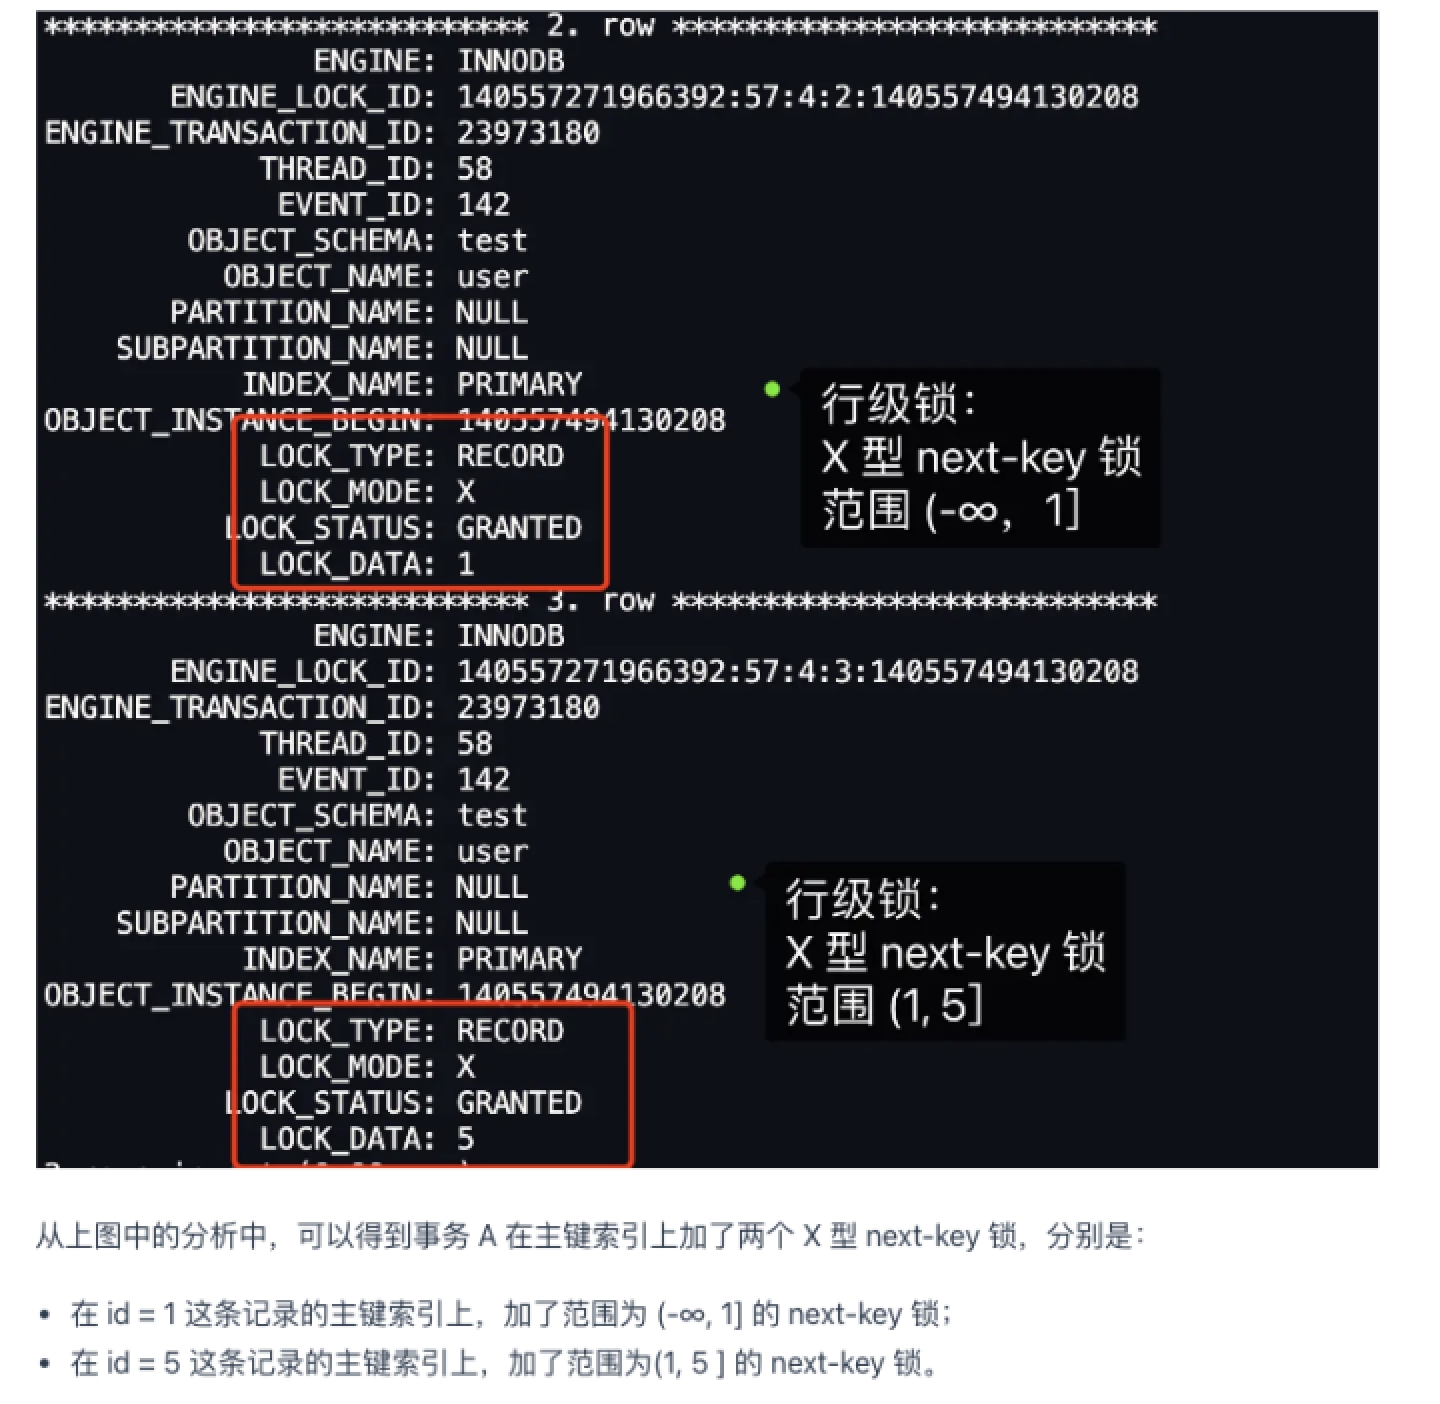 *************************** 2. row ***************************
ENGINE: INNODB
ENGINE_LOCK_ID: 140557271966392:57:4:2:140557494130208
ENGINE_TRANSACTION_ID: 23973180
THREAD_ID: 58
EVENT_ID: 142
OBJECT_SCHEMA: test
OBJECT_NAME: user
PARTITION_NAME: NULL
SUBPARTITION_NAME: NULL
INDEX_NAME: PRIMARY
OBJECT_INSTANCE_BEGIN: 140557494130208
LOCK_TYPE: RECORD
LOCK_MODE: X
LOCK_STATUS: GRANTED
LOCK_DATA: 1
行级锁：
X 型 next-key 锁
范围 (-∞， 1]
*************************** 3. row ***************************
ENGINE: INNODB
ENGINE_LOCK_ID: 140557271966392:57:4:3:140557494130208
ENGINE_TRANSACTION_ID: 23973180
THREAD_ID: 58
EVENT_ID: 142
OBJECT_SCHEMA: test
OBJECT_NAME: user
PARTITION_NAME: NULL
SUBPARTITION_NAME: NULL
INDEX_NAME: PRIMARY
OBJECT_INSTANCE_BEGIN: 140557494130208
LOCK_TYPE: RECORD
LOCK_MODE: X
LOCK_STATUS: GRANTED
LOCK_DATA: 5
行级锁：
X 型 next-key 锁
范围 (1, 5]
从上图中的分析中，可以得到事务 A 在主键索引上加了两个 X 型 next-key 锁，分别是：
• 在 id = 1 这条记录的主键索引上，加了范围为 (-∞, 1] 的 next-key 锁；
• 在 id = 5 这条记录的主键索引上，加了范围为(1, 5 ] 的 next-key 锁。